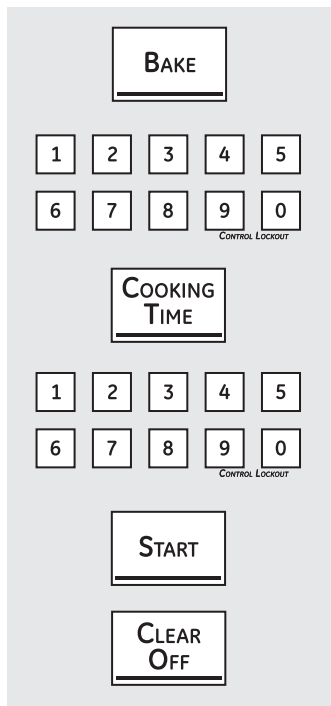 BAKE
1 2 3 4 5
6 7 8 9 0
CONTROL LOCKOUT
COOKING
TIME
1 2 3 4 5
6 7 8 9 0
CONTROL LOCKOUT
START
CLEAR
OFF